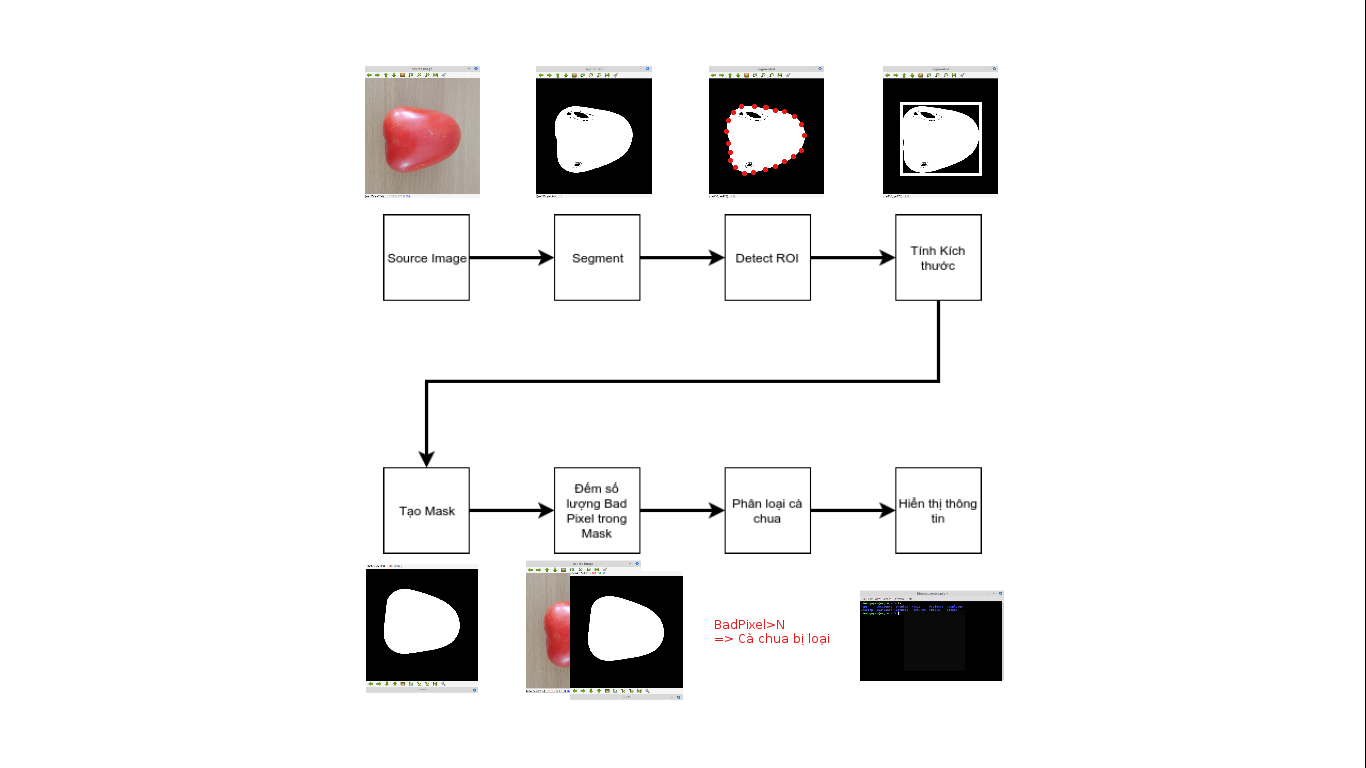 Source Image
Segment
Detect ROI
Tính Kích
thước
Tạo Mask
Đếm số
lượng Bad
Pixel trong
Mask
Phân loại cà
chua
Hiển thị thông
tin
BadPixel>N
=> Cà chua bị loại